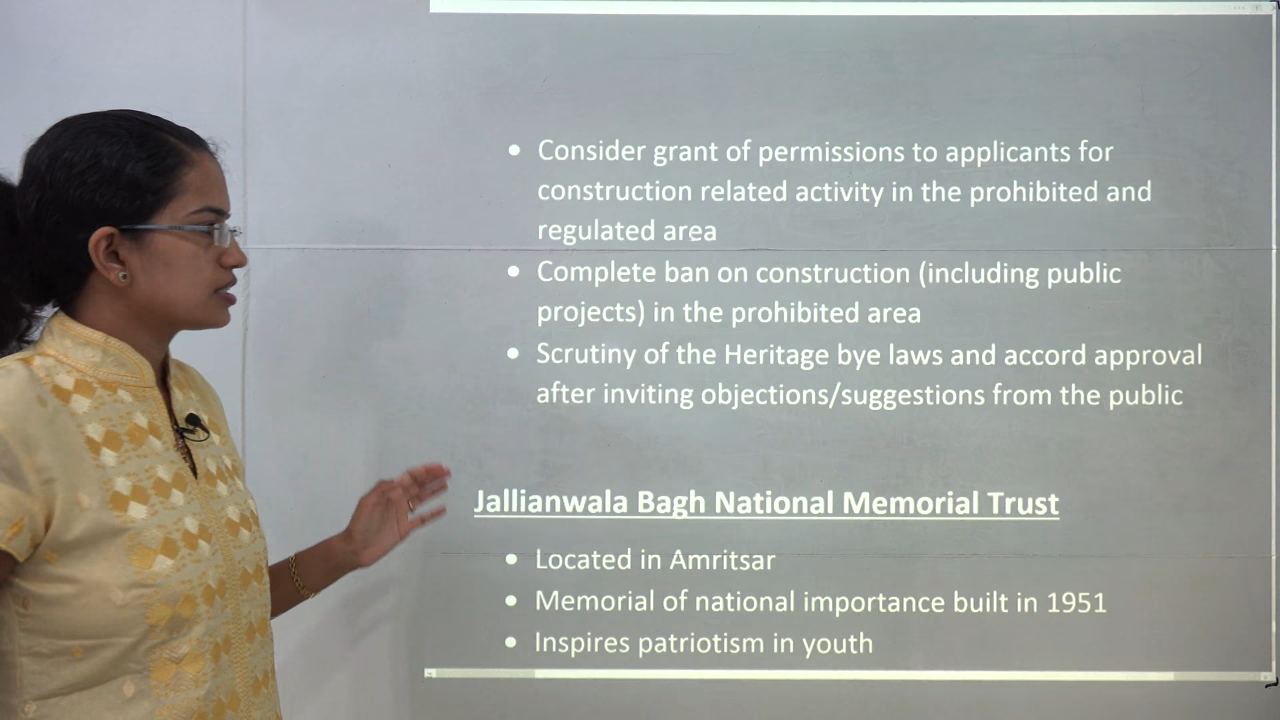 • Consider grant of permissions to applicants for
construction related activity in the prohibited and
regulated area
• Complete ban on construction (including public
projects) in the prohibited area
• Scrutiny of the Heritage bye laws and accord approval
after inviting objections/suggestions from the public
Jallianwala Bagh National Memorial Trust
• Located in Amritsar
• Memorial of national importance built in 1951
• Inspires patriotism in youth